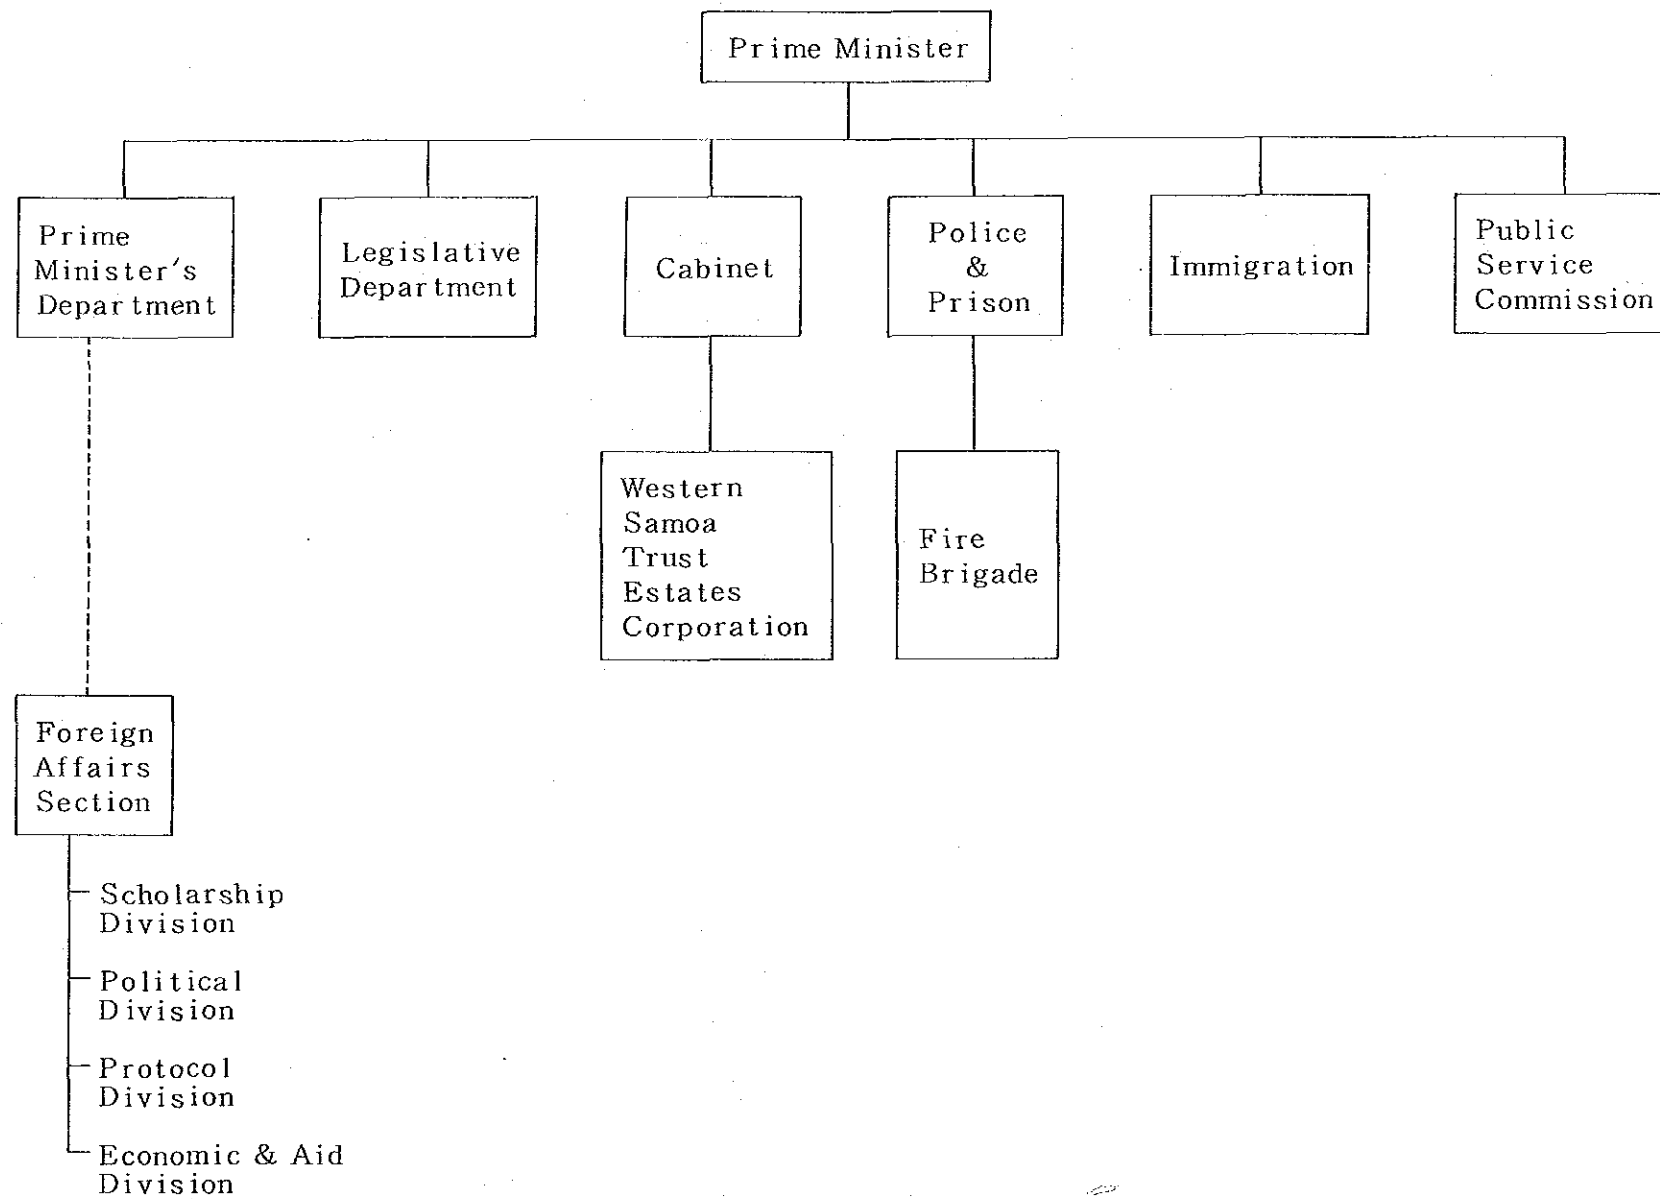 Prime Minister
Prime
Minister's
Department
Legislative
Department
Cabinet
Police
&
Prison
Immigration
Public
Service
Commission
Western
Samoa
Trust
Estates
Corporation
Fire
Brigade
Foreign
Affairs
Section
Scholarship
Division
Political
Division
Protocol
Division
Economic & Aid
Division